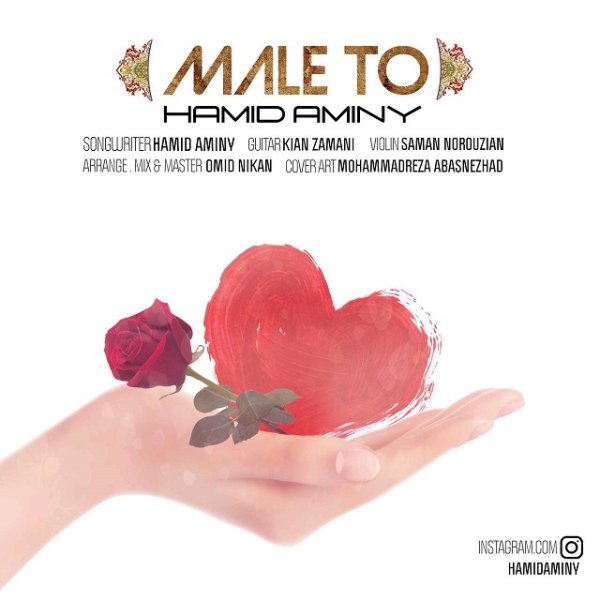 MALE TO
HAMID AMINY
SONGWRITER HAMID AMINY GUITAR KIAN ZAMANI VIOLIN SAMAN NOROUZIAN
ARRANGE . MIX & MASTER OMID NIKAN COVER ART MOHAMMADREZA ABASNEZHAD
INSTAGRAM.COM
HAMIDAMINY